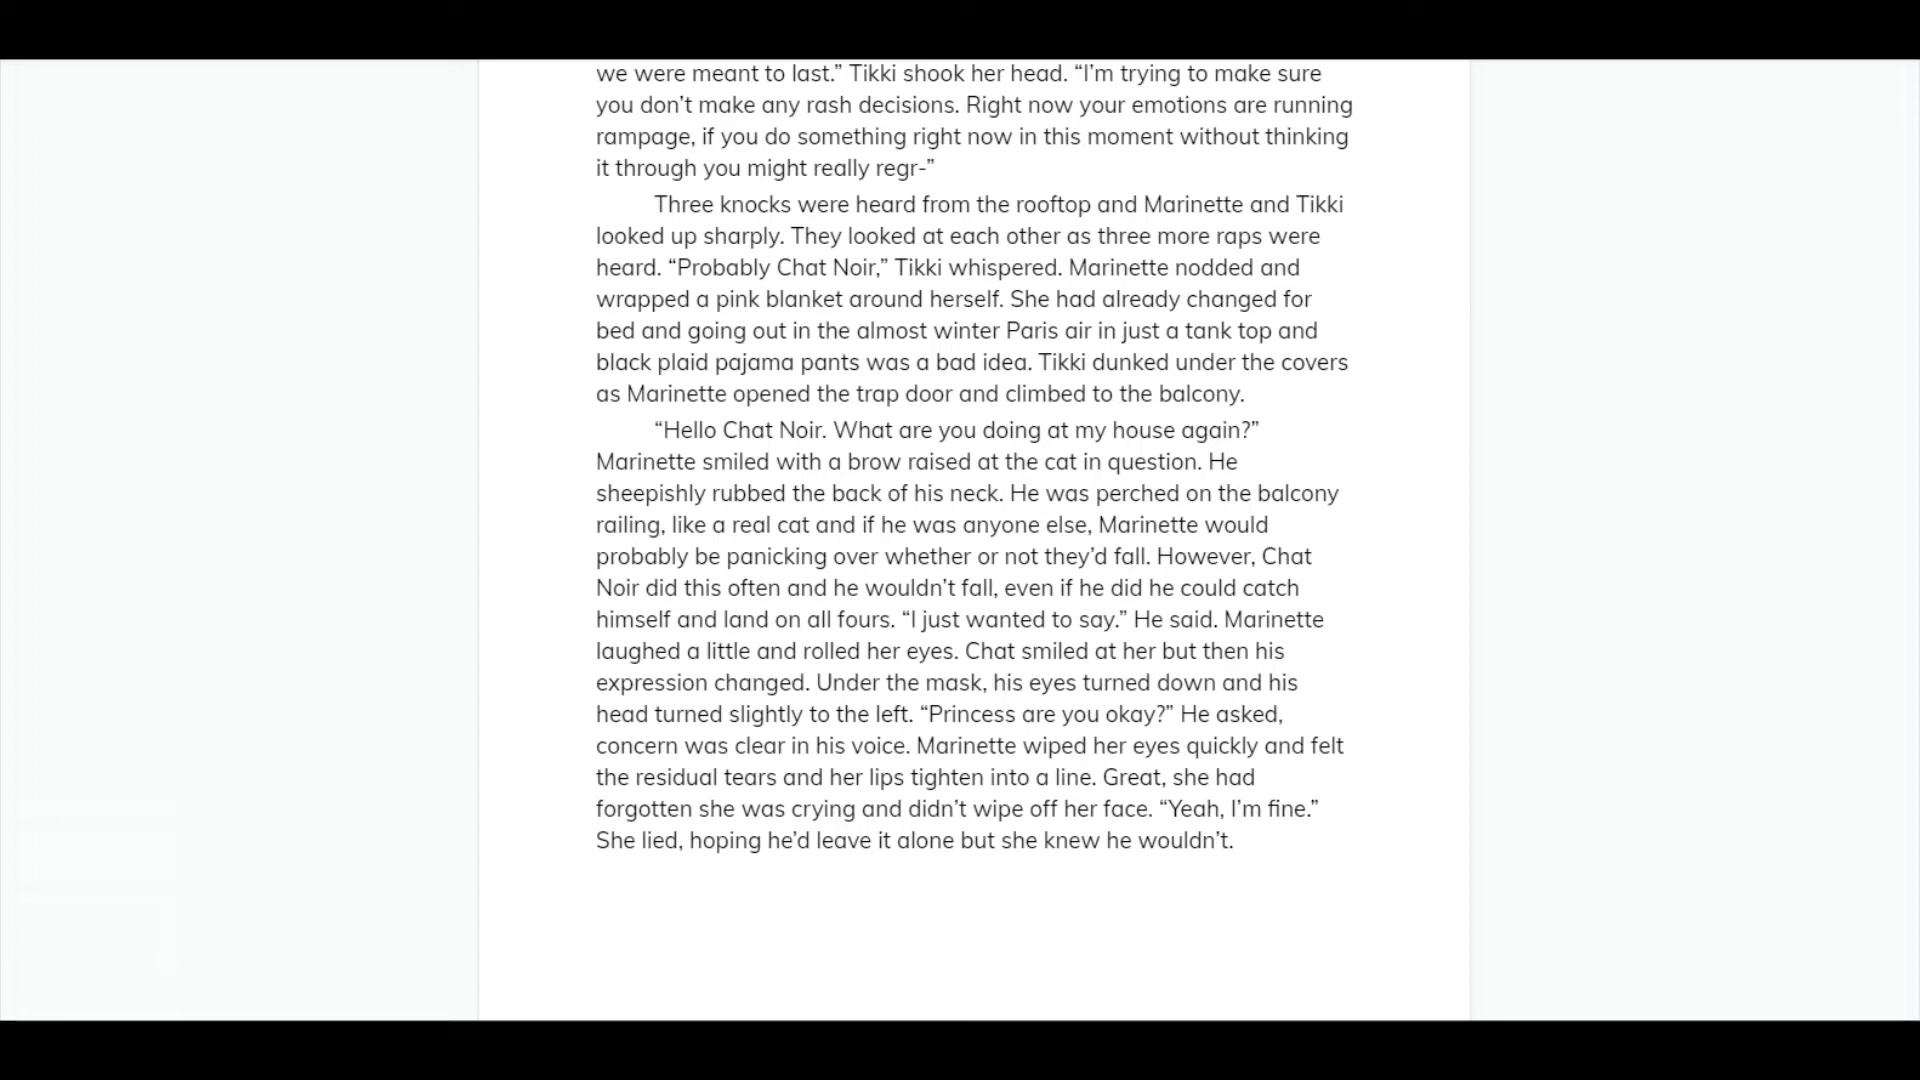 we were meant to last.” Tikki shook her head. “I’m trying to make sure
you don’t make any rash decisions. Right now your emotions are running
rampage, if you do something right now in this moment without thinking
it through you might really regr-”
Three knocks were heard from the rooftop and Marinette and Tikki
looked up sharply. They looked at each other as three more raps were
heard. “Probably Chat Noir,” Tikki whispered. Marinette nodded and
wrapped a pink blanket around herself. She had already changed for
bed and going out in the almost winter Paris air in just a tank top and
black plaid pajama pants was a bad idea. Tikki dunked under the covers
as Marinette opened the trap door and climbed to the balcony.
“Hello Chat Noir. What are you doing at my house again?”
Marinette smiled with a brow raised at the cat in question. He
sheepishly rubbed the back of his neck. He was perched on the balcony
railing, like a real cat and if he was anyone else, Marinette would
probably be panicking over whether or not they’d fall. However, Chat
Noir did this often and he wouldn’t fall, even if he did he could catch
himself and land on all fours. “I just wanted to say.” He said. Marinette
laughed a little and rolled her eyes. Chat smiled at her but then his
expression changed. Under the mask, his eyes turned down and his
head turned slightly to the left. “Princess are you okay?” He asked,
concern was clear in his voice. Marinette wiped her eyes quickly and felt
the residual tears and her lips tighten into a line. Great, she had
forgotten she was crying and didn’t wipe off her face. “Yeah, I’m fine.”
She lied, hoping he’d leave it alone but she knew he wouldn’t.